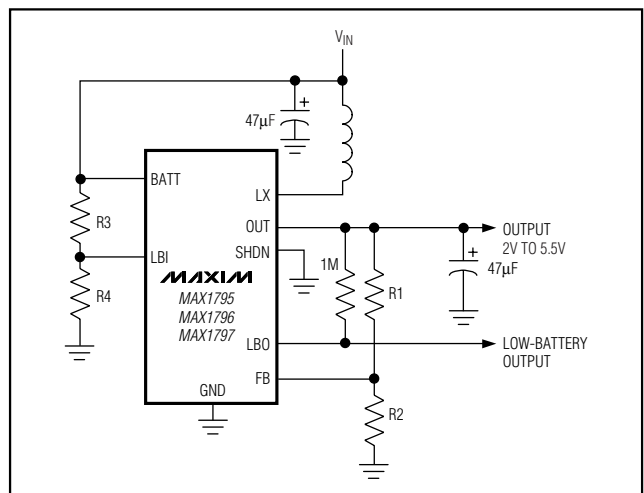 VIN
47µF
BATT
LX
R3
OUT
OUTPUT
2V TO 5.5V
SHDN
LBI
1M
R1
47µF
R4
MAXIM
MAX1795
MAX1796
MAX1797
LBO
LOW-BATTERY
OUTPUT
FB
GND
R2
+
+